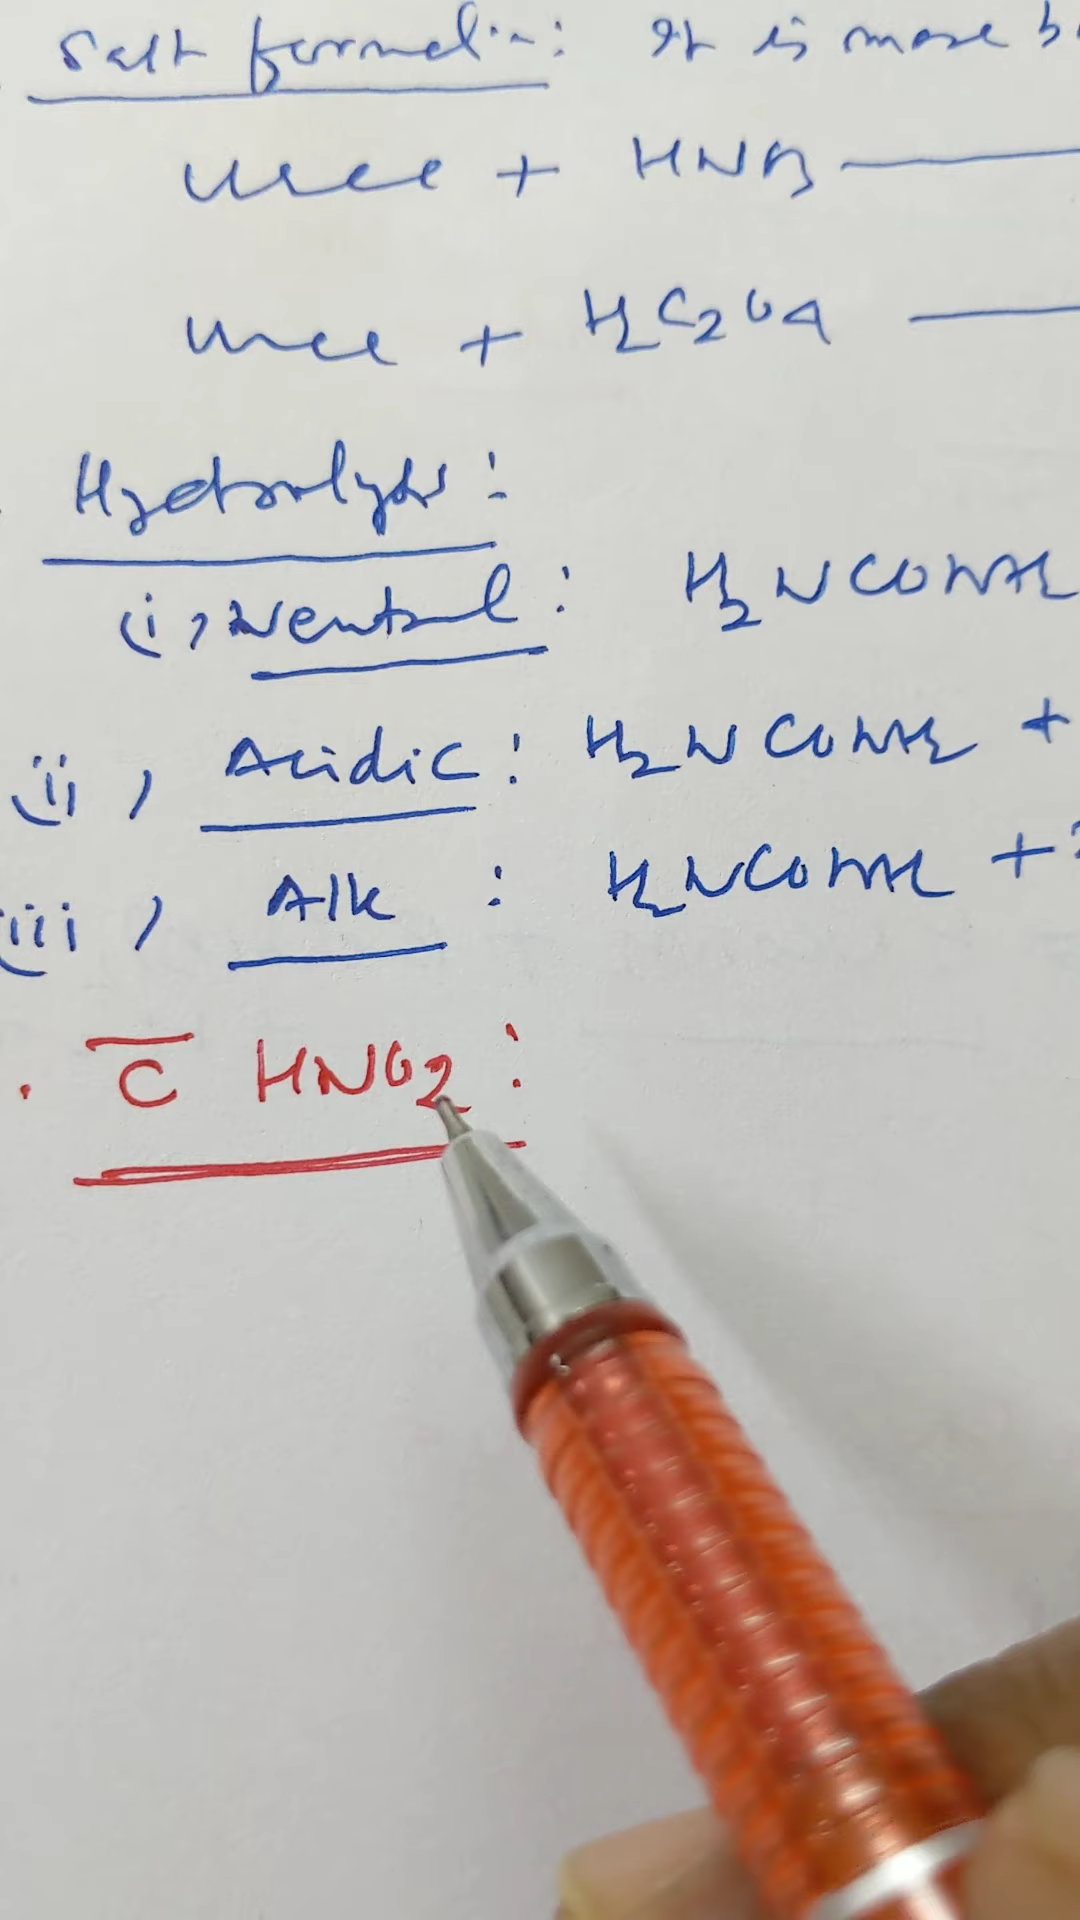 Salt formation: It is more b
Urea + HNO3
Urea + H2C2O4
Hydrolysis:
(i) Neutral: H2NCONH2
(ii) Acidic: H2NCONH2 +
(iii) Alk : H2NCONH2 + 2
. c̄ HNO2: